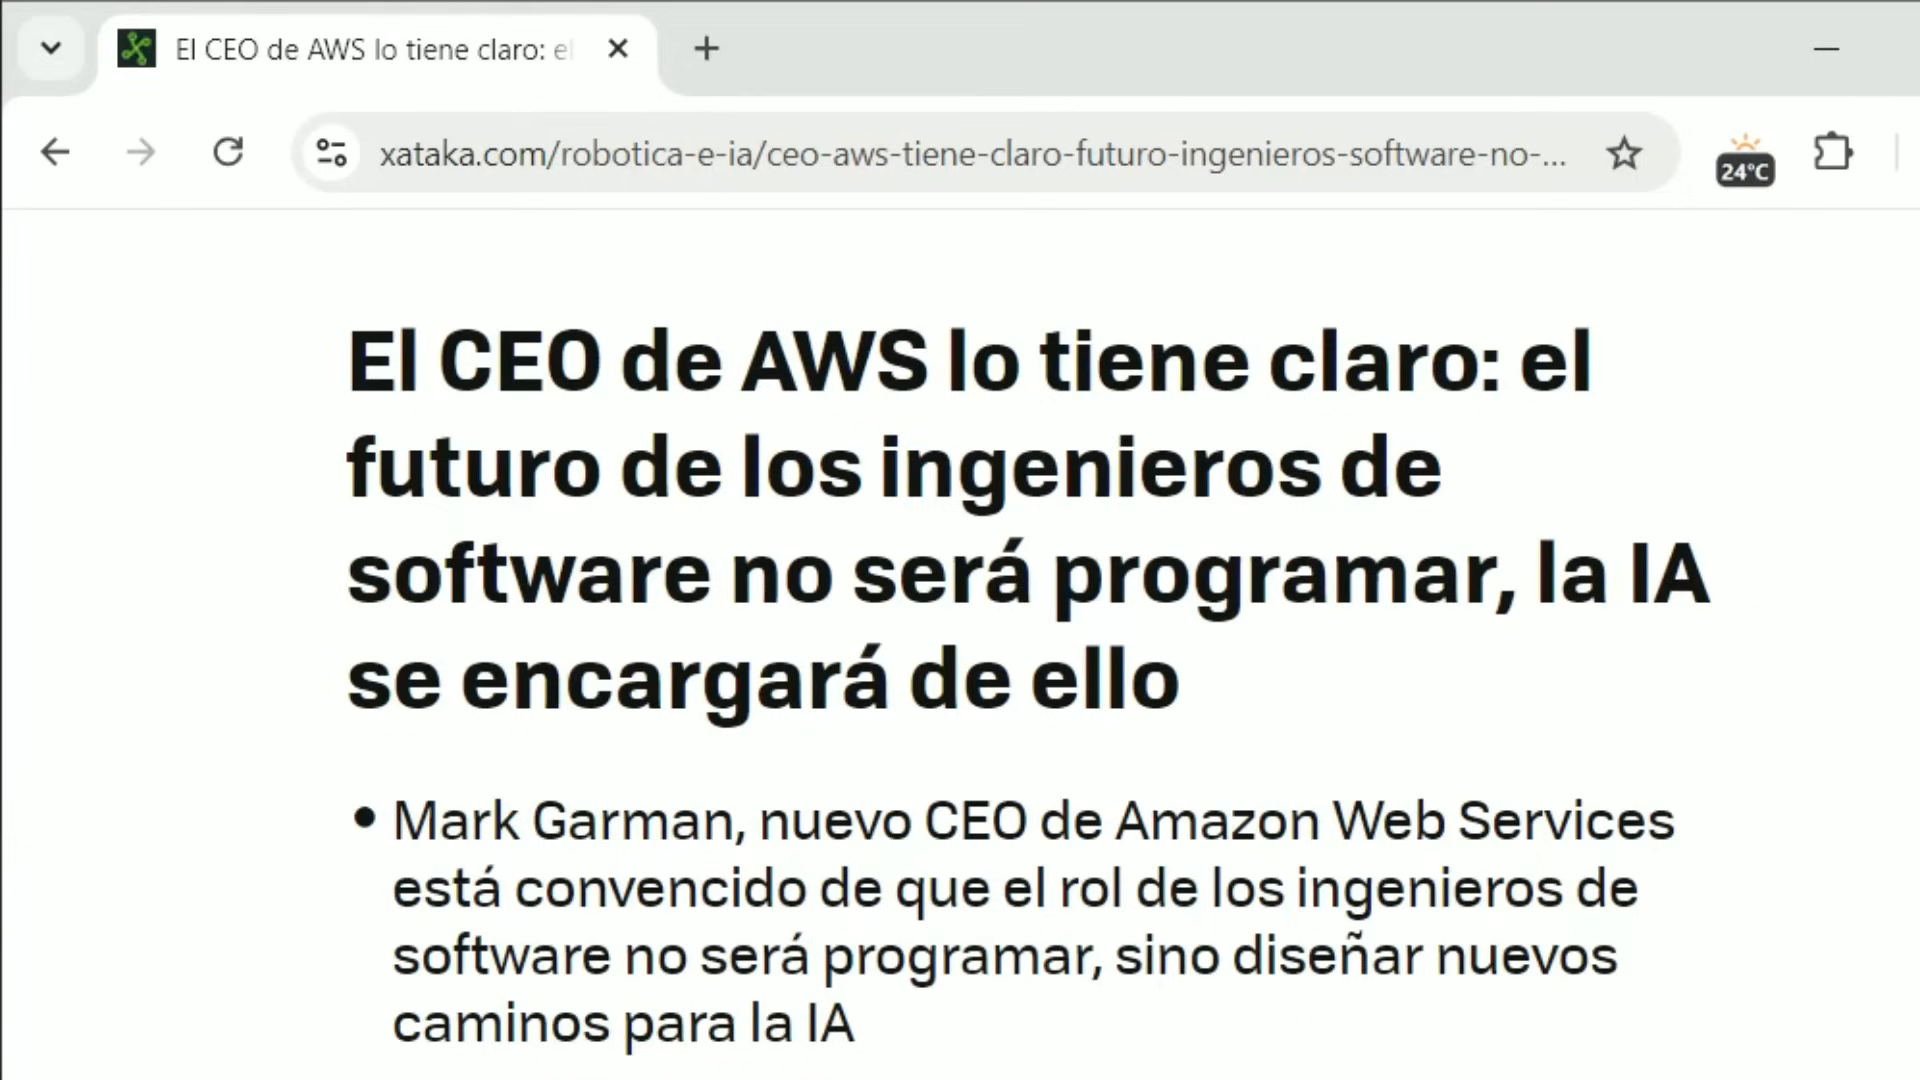 El CEO de AWS lo tiene claro: el
xataka.com/robotica-e-ia/ceo-aws-tiene-claro-futuro-ingenieros-software-no-...
24°C
El CEO de AWS lo tiene claro: el
futuro de los ingenieros de
software no será programar, la IA
se encargará de ello
• Mark Garman, nuevo CEO de Amazon Web Services
está convencido de que el rol de los ingenieros de
software no será programar, sino diseñar nuevos
caminos para la IA